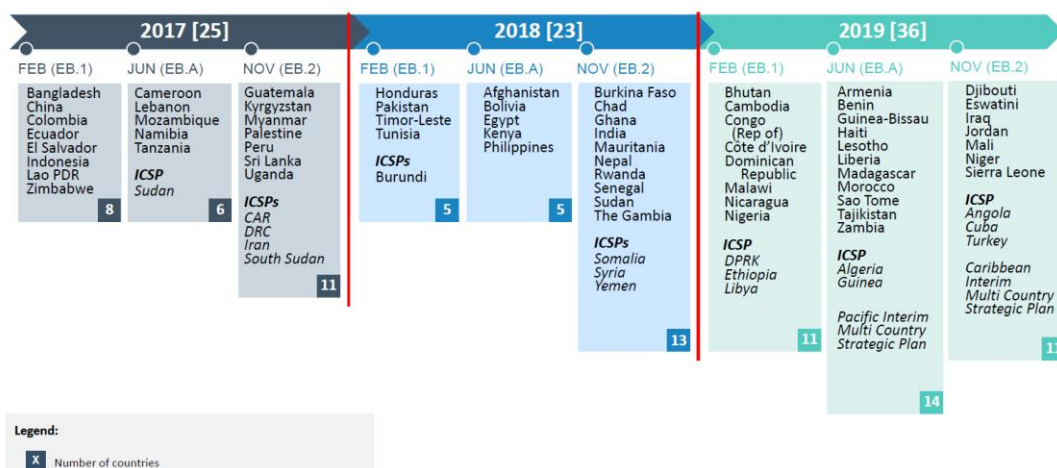 2017 [25]
2018 [23]
2019 [36]
FEB (EB.1)
JUN (EB.A)
NOV (EB.2)
FEB (EB.1)
JUN (EB.A)
NOV (EB.2)
FEB (EB.1)
JUN (EB.A)
NOV (EB.2)
Bangladesh
China
Colombia
Ecuador
El Salvador
Indonesia
Lao PDR
Zimbabwe
8
Cameroon
Lebanon
Mozambique
Namibia
Tanzania
ICSP
Sudan
6
Guatemala
Kyrgyzstan
Myanmar
Palestine
Peru
Sri Lanka
Uganda
ICSPs
CAR
DRC
Iran
South Sudan
11
Honduras
Pakistan
Timor-Leste
Tunisia
ICSPs
Burundi
5
Afghanistan
Bolivia
Egypt
Kenya
Philippines
5
Burkina Faso
Chad
Ghana
India
Mauritania
Nepal
Rwanda
Senegal
Sudan
The Gambia
ICSPs
Somalia
Syria
Yemen
13
Bhutan
Cambodia
Congo
(Rep of)
Côte d’Ivoire
Dominican
Republic
Malawi
Nicaragua
Nigeria
ICSP
DPRK
Ethiopia
Libya
11
Armenia
Benin
Guinea-Bissau
Haiti
Lesotho
Liberia
Madagascar
Morocco
Sao Tome
Tajikistan
Zambia
ICSP
Algeria
Guinea
Pacific Interim
Multi Country
Strategic Plan
14
Djibouti
Eswatini
Iraq
Jordan
Mali
Niger
Sierra Leone
ICSP
Angola
Cuba
Turkey
Caribbean
Interim
Multi Country
Strategic Plan
Legend:
X Number of countries